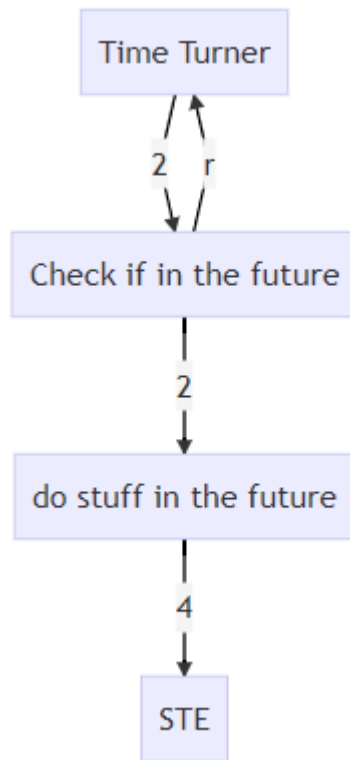 Time Turner
2 r
Check if in the future
2
do stuff in the future
4
STE